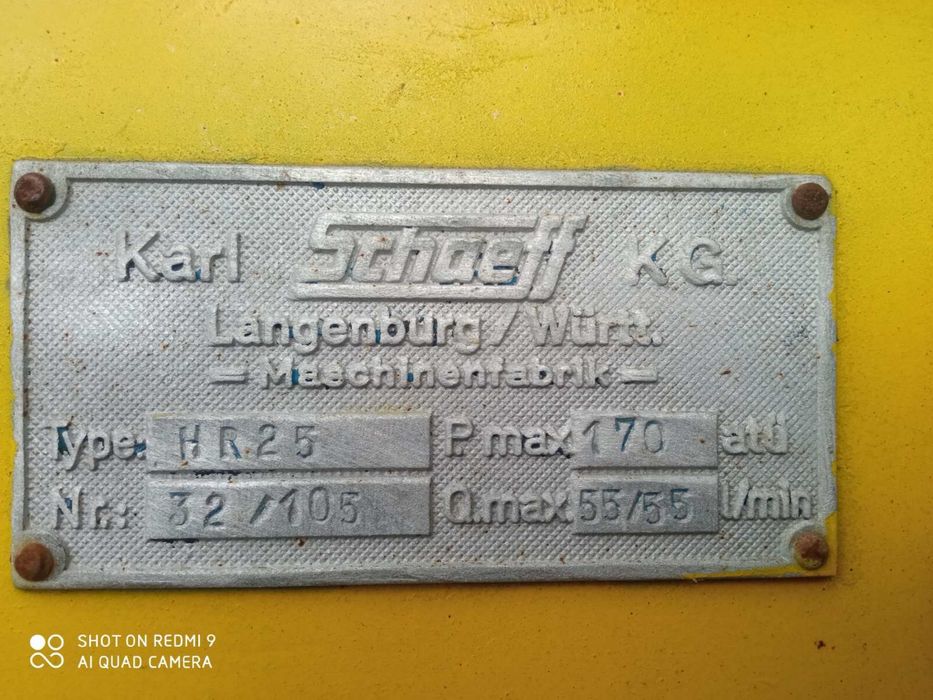 Karl Schaeff K.G.
Langenburg/Württ.
— Maschinenfabrik —
Type: HR25 P. max 170 atü
Nr.: 32/105 Q.max 55/55 l/min
SHOT ON REDMI 9
AI QUAD CAMERA